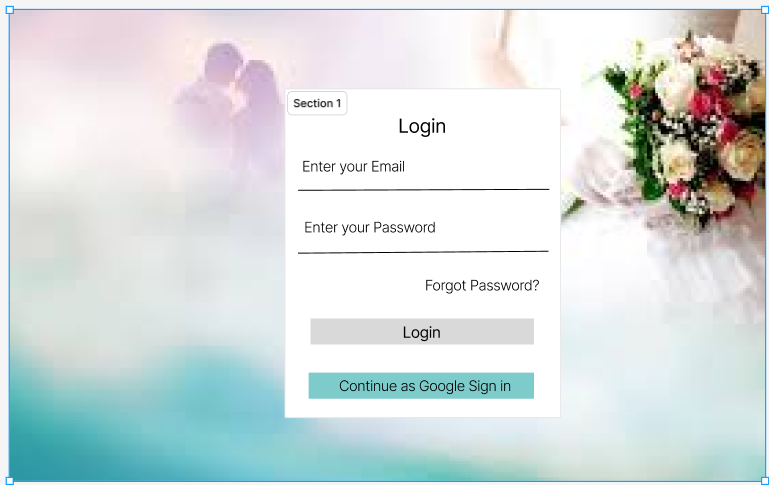 Section 1
Login
Enter your Email
Enter your Password
Forgot Password?
Login
Continue as Google Sign in